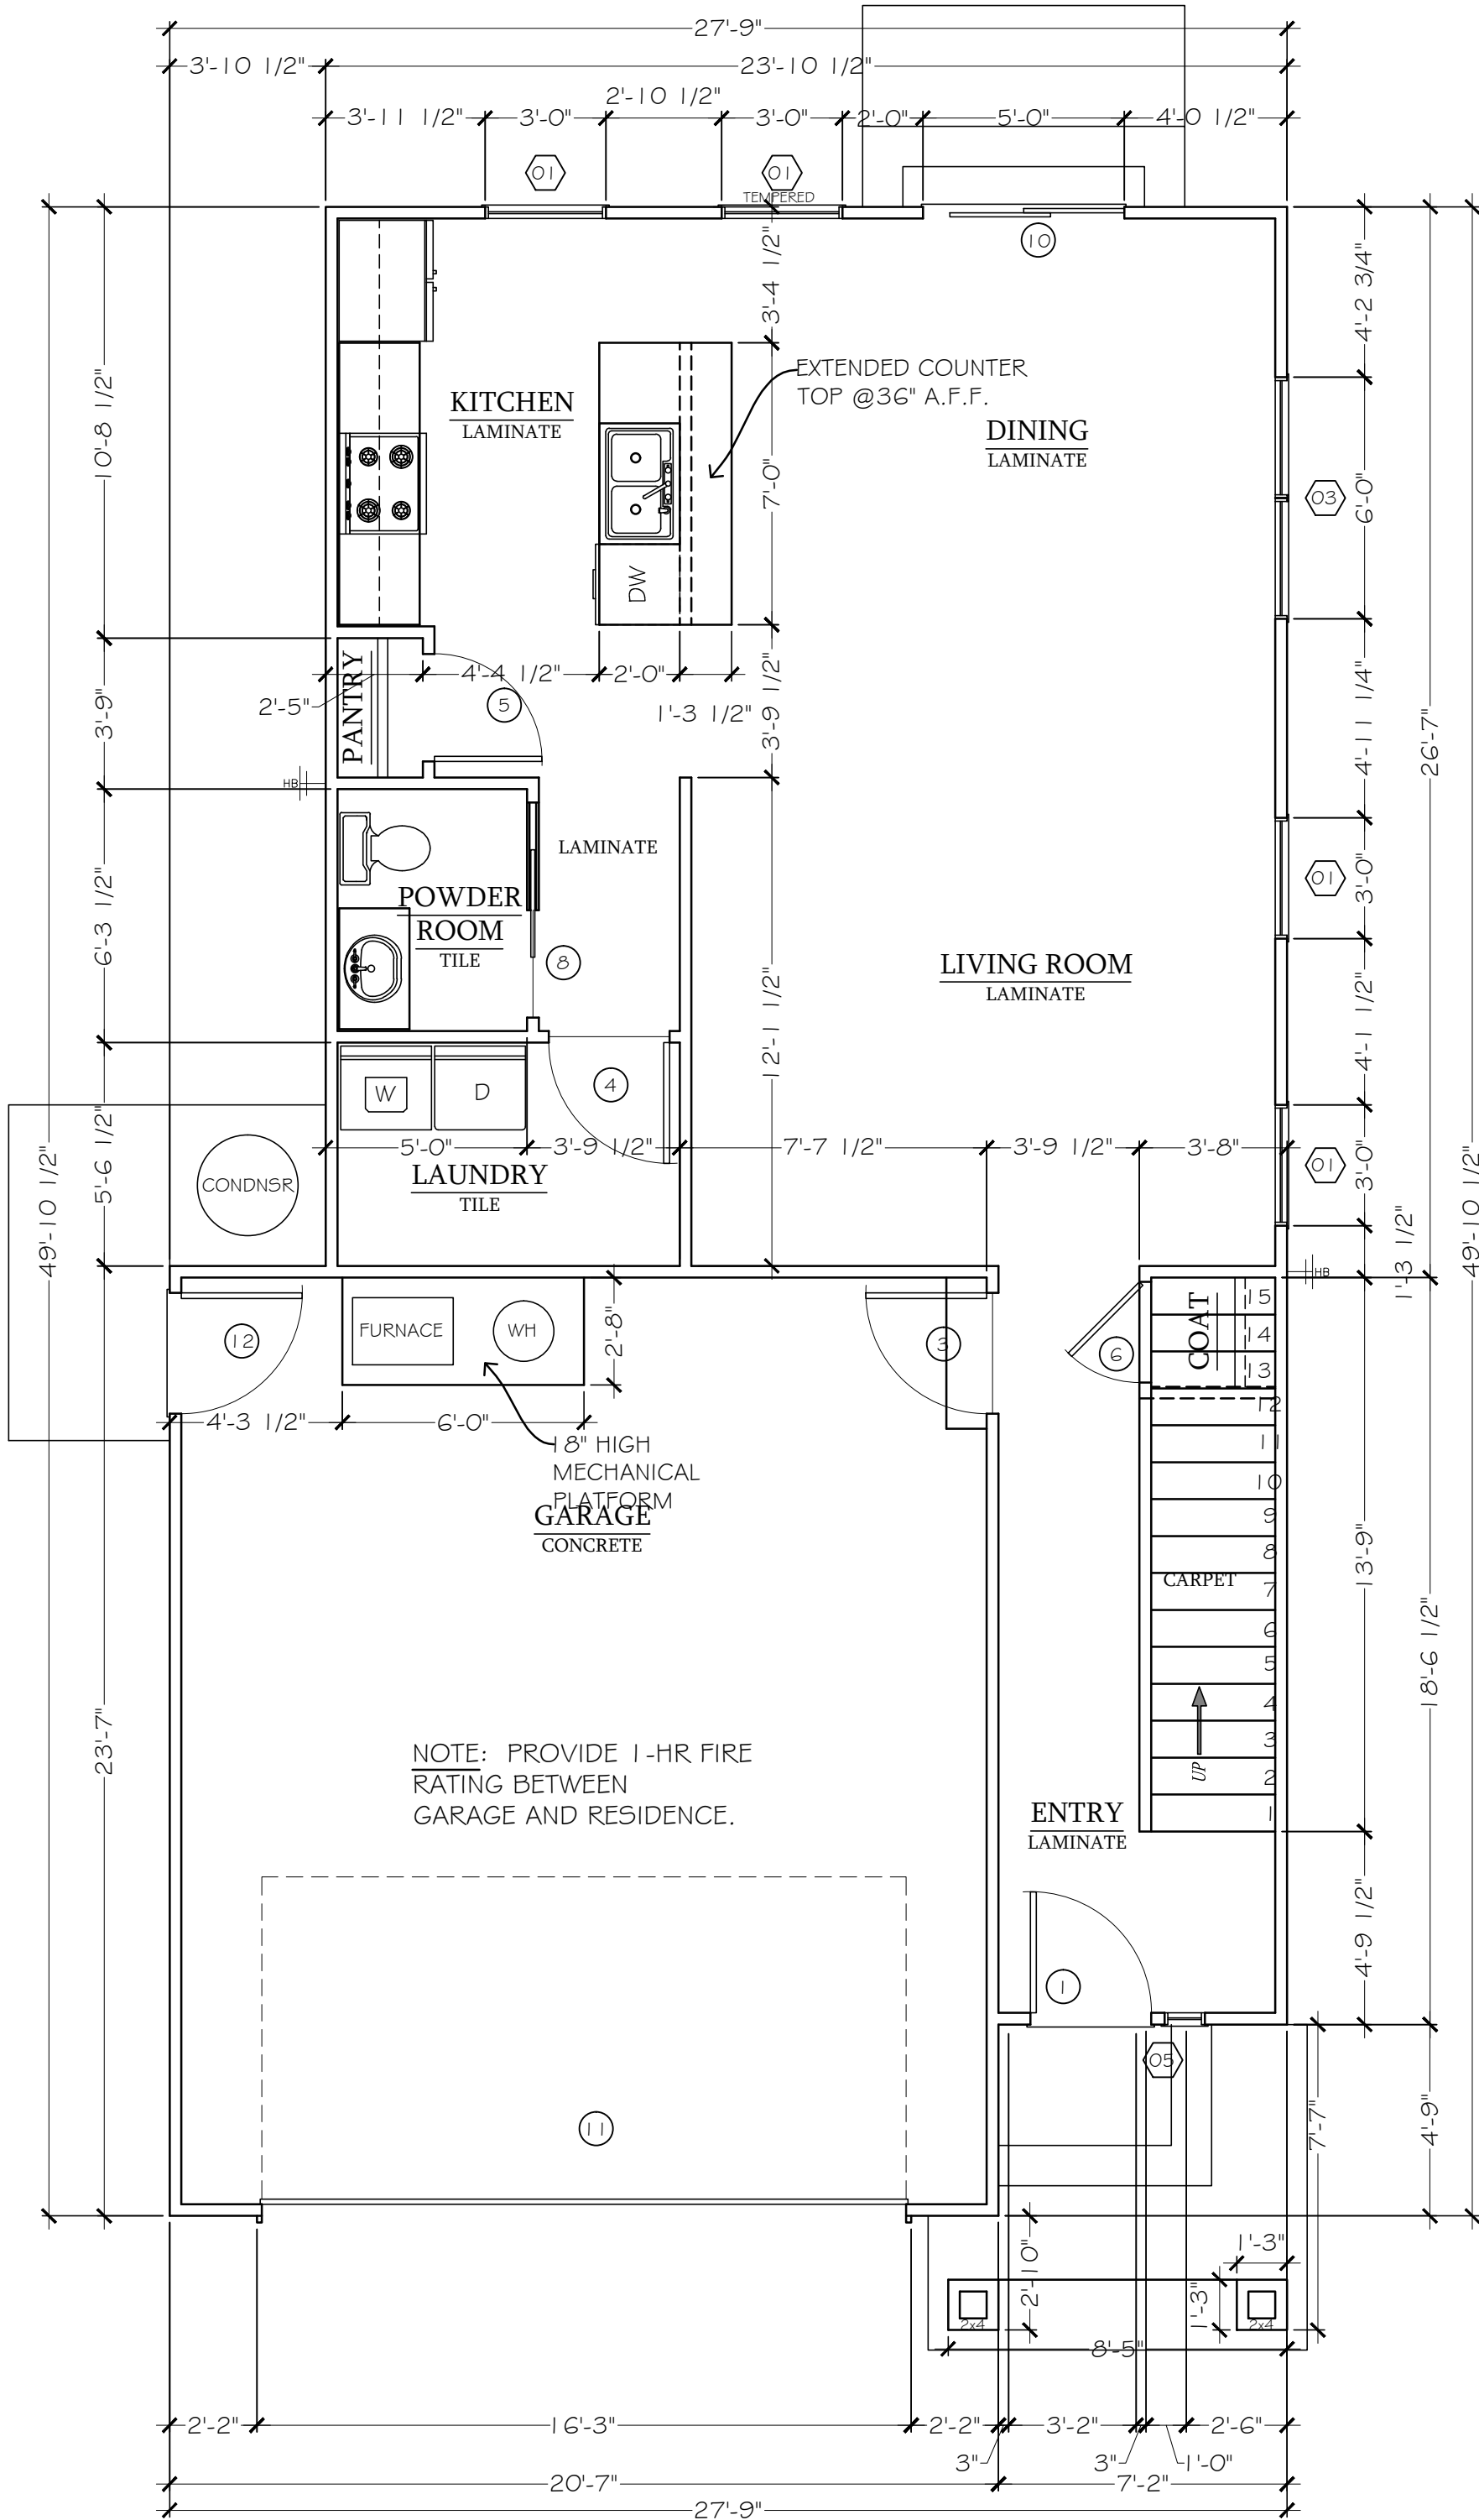 27'-9"
3'-10 1/2"
23'-10 1/2"
2'-10 1/2"
3'-11 1/2"
3'-0"
3'-0"
2'-0"
5'-0"
4'-0 1/2"
01
01
TEMPERED
10
3'-4 1/2"
4'-2 3/4"
EXTENDED COUNTER
TOP @36" A.F.F.
KITCHEN
LAMINATE
DINING
LAMINATE
10'-8 1/2"
7'-0"
03
6'-0"
DW
PANTRY
4'-4 1/2"
2'-0"
2'-5"
5
1'-3 1/2"
3'-9 1/2"
3'-9"
4'-11 1/4"
26'-7"
HB
LAMINATE
POWDER
ROOM
TILE
8
01
3'-0"
6'-3 1/2"
LIVING ROOM
LAMINATE
12'-1 1/2"
4'-1 1/2"
W
D
4
5'-0"
3'-9 1/2"
7'-7 1/2"
3'-9 1/2"
3'-8"
01
3'-0"
49'-10 1/2"
5'-6 1/2"
CONDNSR
LAUNDRY
TILE
49'-10 1/2"
1'-3 1/2"
HB
12
FURNACE
WH
2'-8"
3
6
COAT
15
14
13
12
11
10
9
8
7
6
5
4
3
2
1
4'-3 1/2"
6'-0"
18" HIGH
MECHANICAL
PLATFORM
GARAGE
CONCRETE
CARPET
13'-9"
18'-6 1/2"
23'-7"
UP
NOTE: PROVIDE 1-HR FIRE
RATING BETWEEN
GARAGE AND RESIDENCE.
ENTRY
LAMINATE
4'-9 1/2"
1
05
11
7'-7"
4'-9"
2'-10"
1'-3"
1'-3"
2x4
2x4
8'-5"
2'-2"
16'-3"
2'-2"
3'-2"
2'-6"
3"
3"
1'-0"
20'-7"
7'-2"
27'-9"